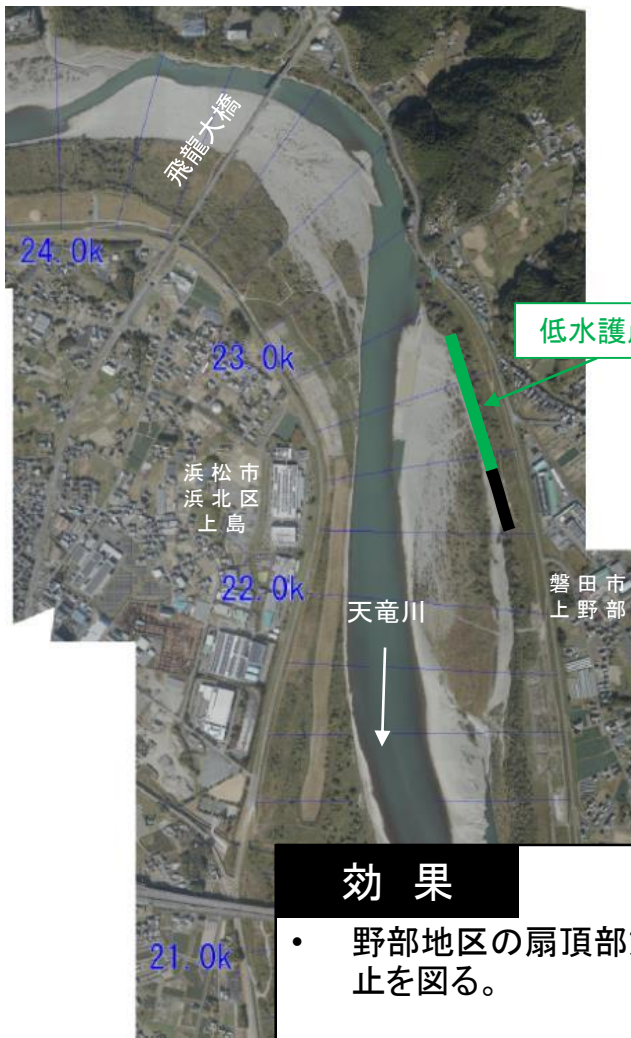 飛龍大橋
24.0k
低水護
23.0k
浜松市
浜北区
上島
22.0k
磐田市
上野部
天竜川
効果
21.0k
• 野部地区の扇頂部
止を図る。